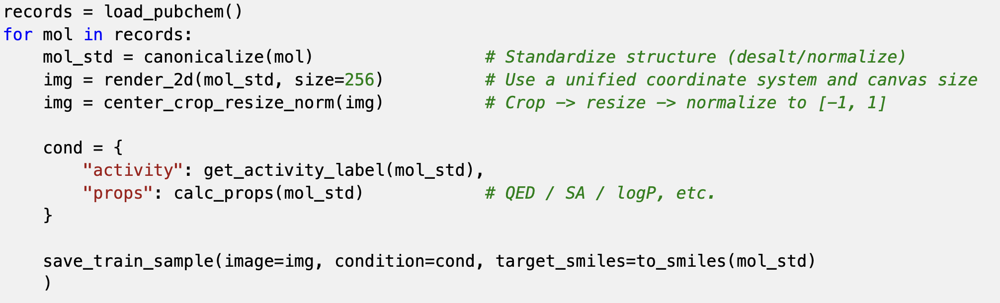 records = load_pubchem()
for mol in records:
    mol_std = canonicalize(mol)                 # Standardize structure (desalt/normalize)
    img = render_2d(mol_std, size=256)          # Use a unified coordinate system and canvas size
    img = center_crop_resize_norm(img)          # Crop -> resize -> normalize to [-1, 1]

    cond = {
        "activity": get_activity_label(mol_std),
        "props": calc_props(mol_std)            # QED / SA / logP, etc.
    }

    save_train_sample(image=img, condition=cond, target_smiles=to_smiles(mol_std)
    )